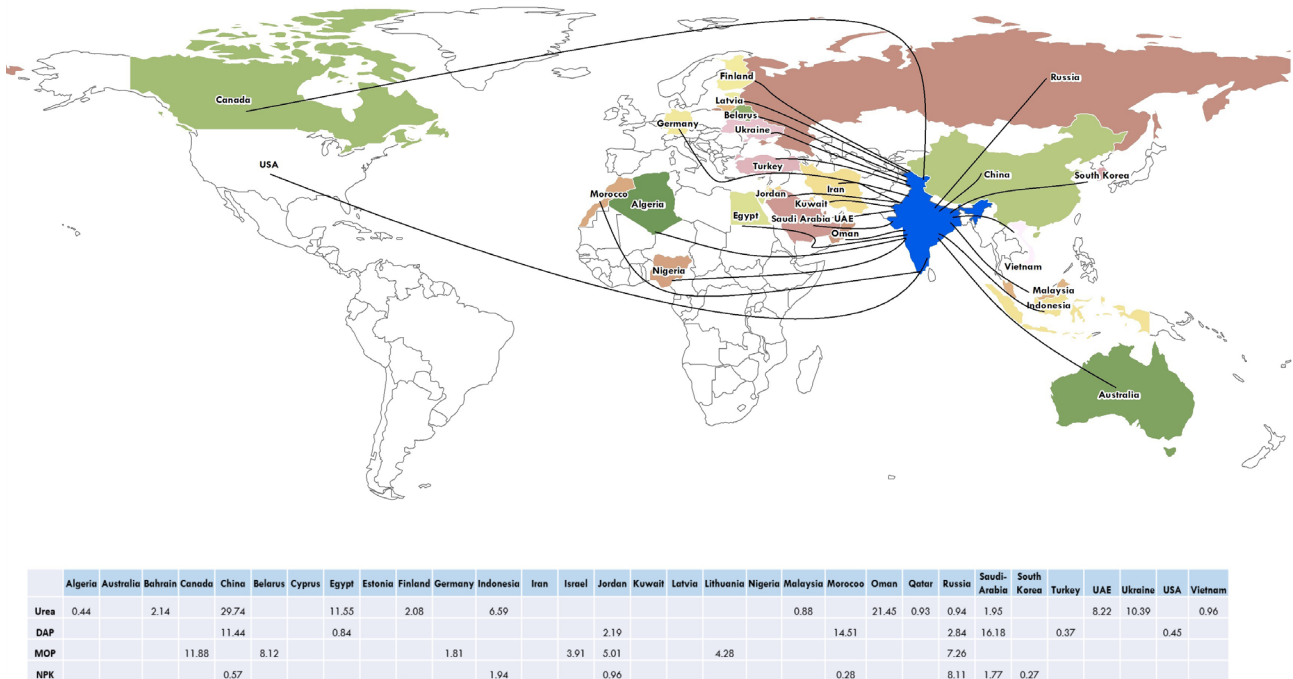 Canada
USA
Finland
Latvia
Belarus
Ukraine
Germany
Turkey
Russia
China
South Korea
Iran
Jordan
Kuwait
Morocco
Algeria
Egypt
Saudi Arabia UAE
Oman
Nigeria
Vietnam
Malaysia
Indonesia
Australia
Algeria Australia Bahrain Canada China Belarus Cyprus Egypt Estonia Finland Germany Indonesia Iran Israel Jordan Kuwait Latvia Lithuania Nigeria Malaysia Morocoo Oman Qatar Russia Saudi-Arabia South Korea Turkey UAE Ukraine USA Vietnam
Urea 0.44 2.14 29.74 11.55 2.08 6.59 0.88 21.45 0.93 0.94 1.95 8.22 10.39 0.96
DAP 11.44 0.84 2.19 14.51 2.84 16.18 0.37 0.45
MOP 11.88 8.12 1.81 3.91 5.01 4.28 7.26
NPK 0.57 1.94 0.96 0.28 8.11 1.77 0.27